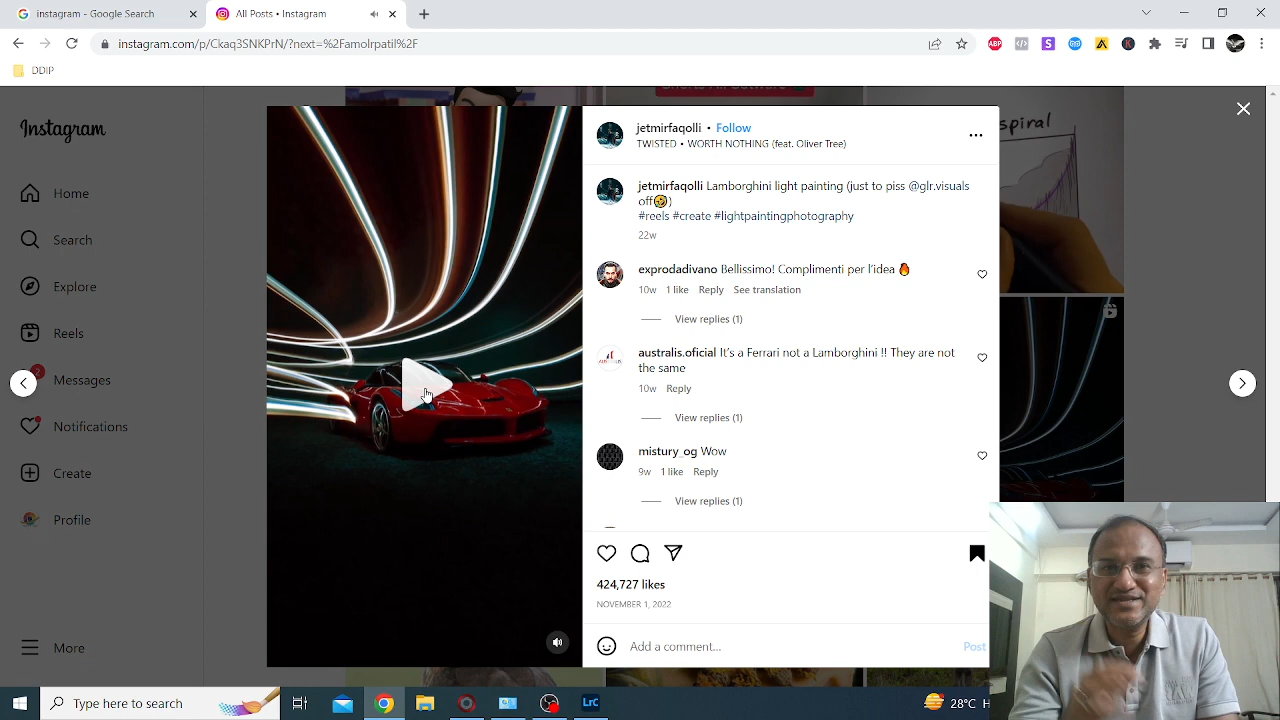 instagram - Google Search
All Posts • Instagram
instagram.com/p/Ckaq3SNKPrN/?next=%2Fmolrpatil%2F
ABP
DDIP
Instagram
Home
Search
Explore
Reels
2
Messages
Notifications
Create
Profile
More
spiral
jetmirfaqolli • Follow
TWISTED • WORTH NOTHING (feat. Oliver Tree)
jetmirfaqolli Lamborghini light painting (just to piss @glr.visuals
off🤣)
#reels #create #lightpaintingphotography
22w
exprodadivano Bellissimo! Complimenti per l'idea 🔥
10w 1 like Reply See translation
View replies (1)
australis.oficial It's a Ferrari not a Lamborghini !! They are not
the same
10w Reply
View replies (1)
mistury_og Wow
9w 1 like Reply
View replies (1)
424,727 likes
NOVEMBER 1, 2022
Add a comment...
Post
Type here to search
LrC
28°C H